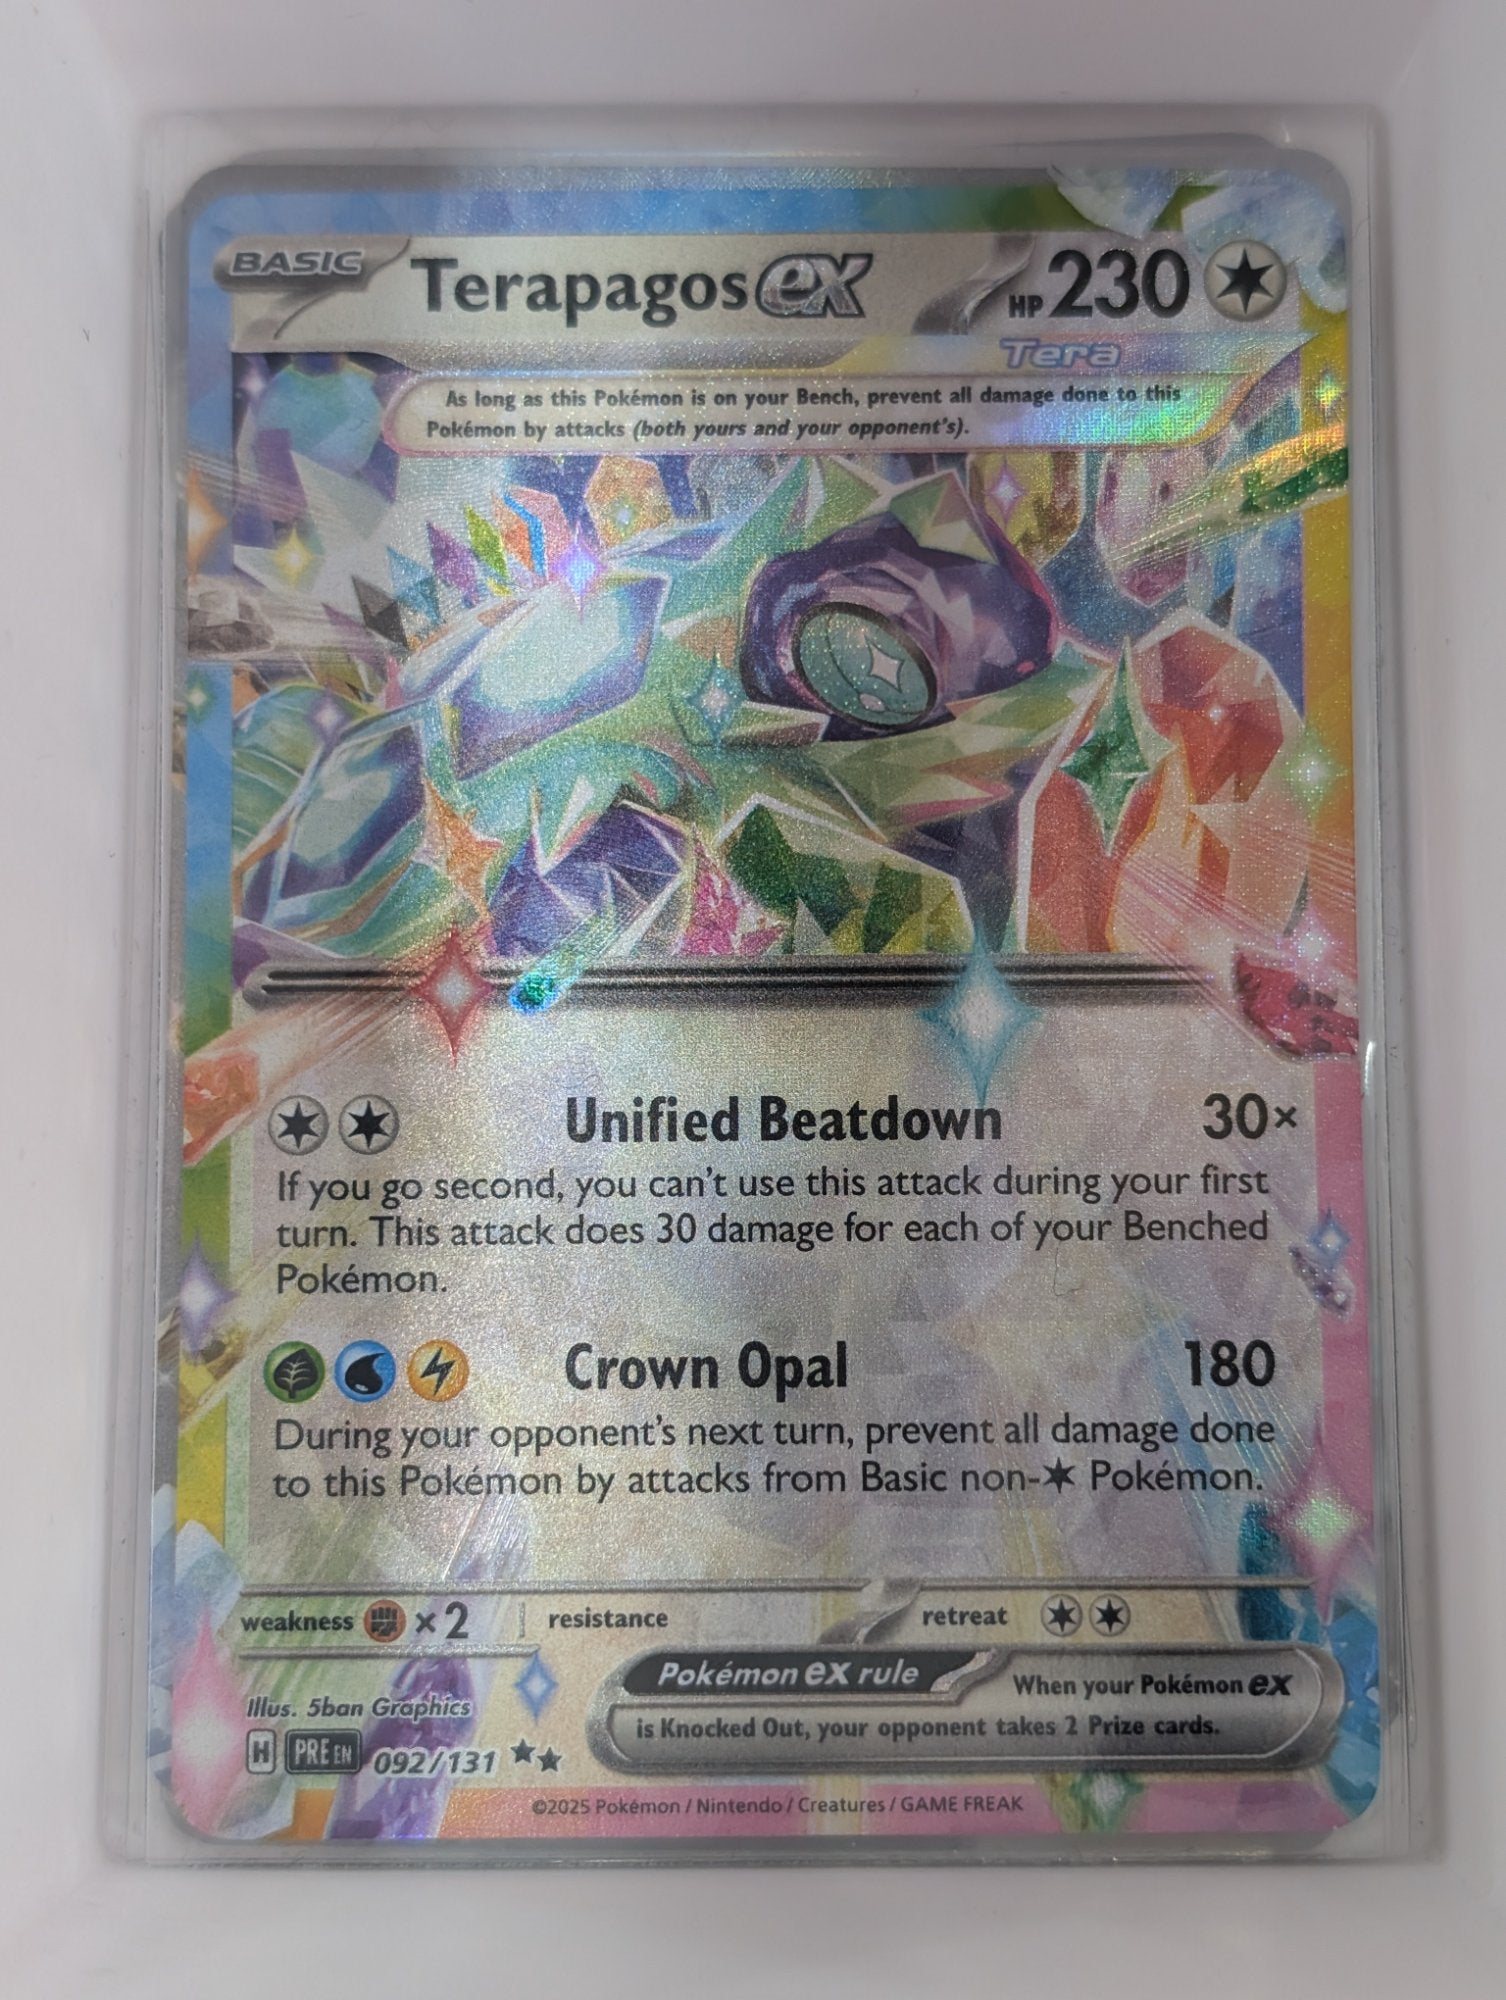 BASIC Terapagos ex HP 230
Tera
As long as this Pokémon is on your Bench, prevent all damage done to this
Pokémon by attacks (both yours and your opponent's).
Unified Beatdown 30×
If you go second, you can't use this attack during your first
turn. This attack does 30 damage for each of your Benched
Pokémon.
Crown Opal 180
During your opponent's next turn, prevent all damage done
to this Pokémon by attacks from Basic non- Pokémon.
weakness ×2 resistance retreat
Pokémon ex rule When your Pokémon ex
is Knocked Out, your opponent takes 2 Prize cards.
Illus. 5ban Graphics
H PRE EN 092/131
©2025 Pokémon / Nintendo / Creatures / GAME FREAK